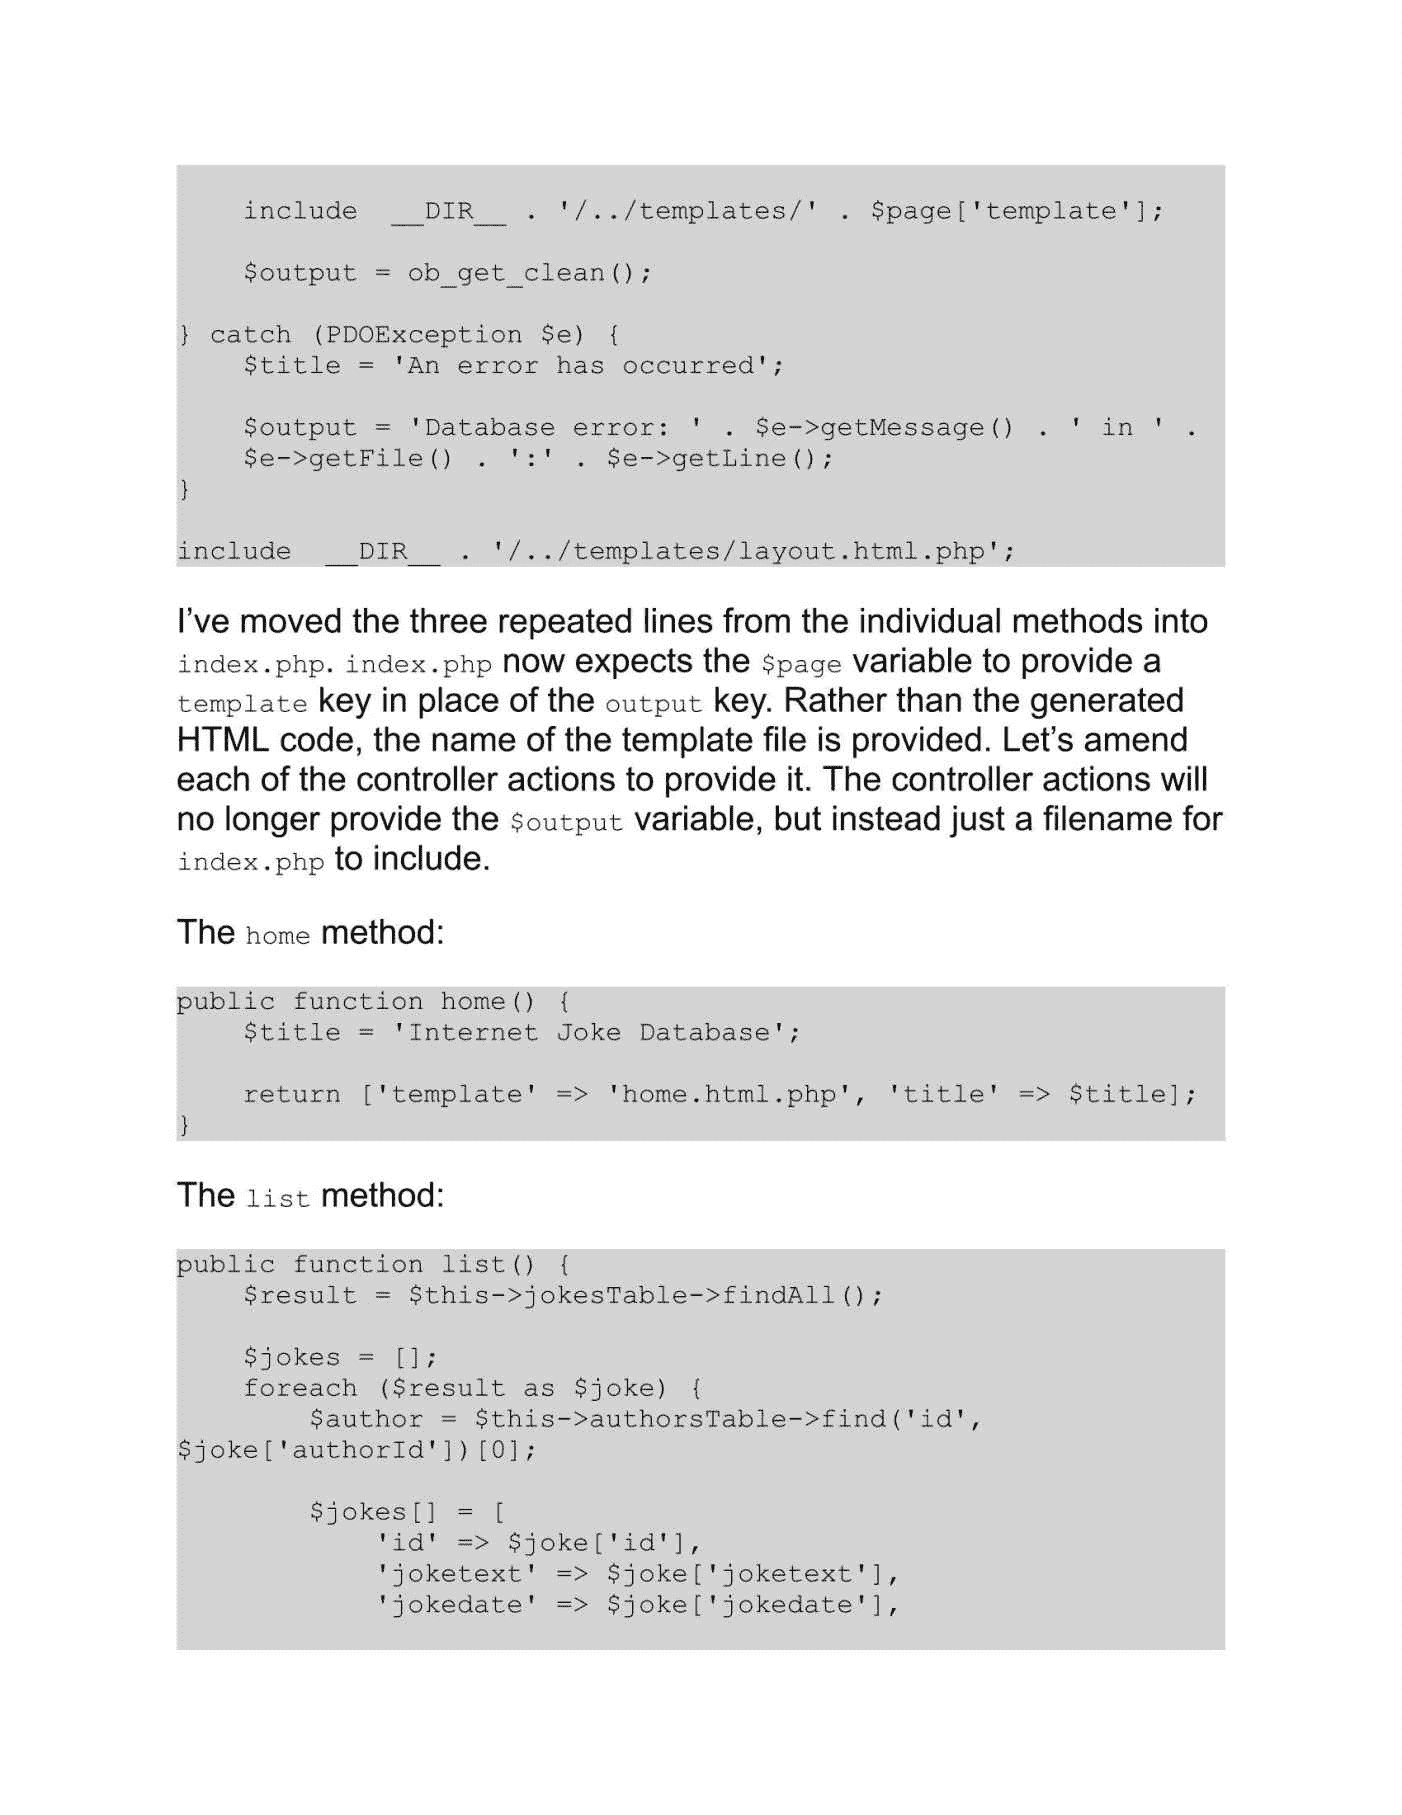 include __DIR__ . '/../templates/' . $page['template'];
$output = ob_get_clean();
} catch (PDOException $e) {
$title = 'An error has occurred';
$output = 'Database error: ' . $e->getMessage() . ' in ' .
$e->getFile() . ':' . $e->getLine();
}
include __DIR__ . '/../templates/layout.html.php';
I’ve moved the three repeated lines from the individual methods into
index.php. index.php now expects the $page variable to provide a
template key in place of the output key. Rather than the generated
HTML code, the name of the template file is provided. Let’s amend
each of the controller actions to provide it. The controller actions will
no longer provide the $output variable, but instead just a filename for
index.php to include.
The home method:
public function home() {
$title = 'Internet Joke Database';
return ['template' => 'home.html.php', 'title' => $title];
}
The list method:
public function list() {
$result = $this->jokesTable->findAll();
$jokes = [];
foreach ($result as $joke) {
$author = $this->authorsTable->find('id',
$joke['authorId'])[0];
$jokes[] = [
'id' => $joke['id'],
'joketext' => $joke['joketext'],
'jokedate' => $joke['jokedate'],